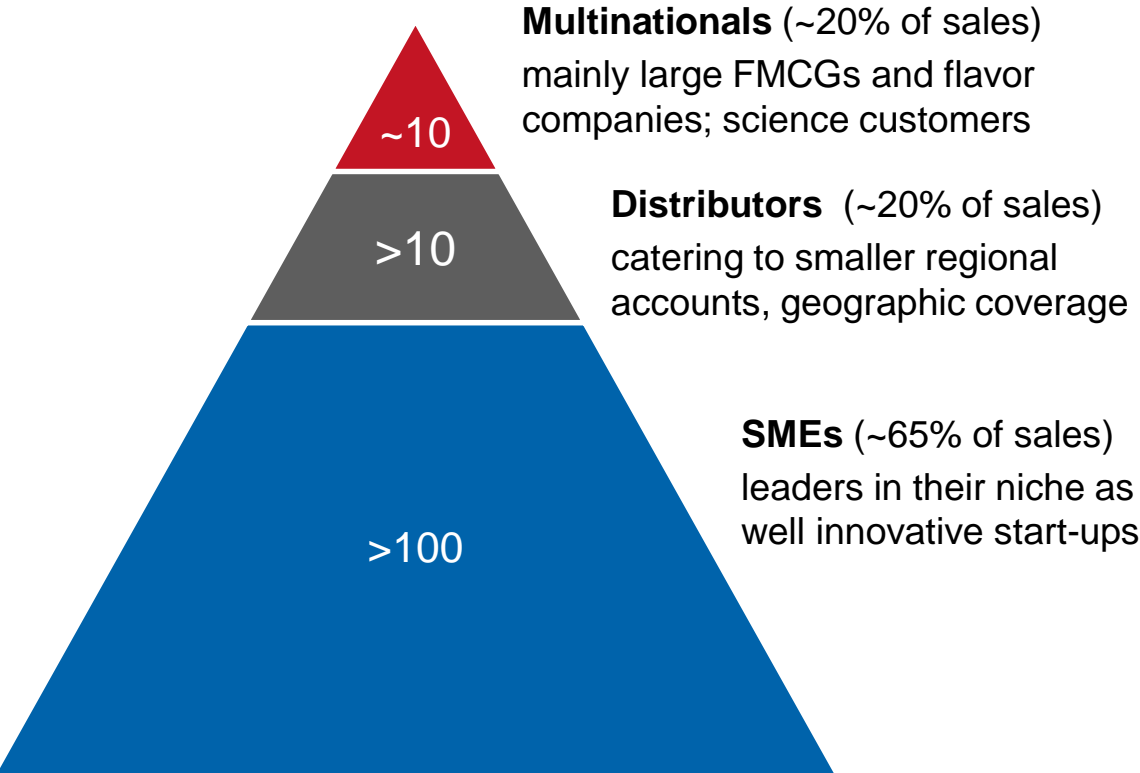 Multinationals (~20% of sales)
mainly large FMCGs and flavor
companies; science customers
~10
Distributors (~20% of sales)
catering to smaller regional
accounts, geographic coverage
>10
SMEs (~65% of sales)
leaders in their niche as
well innovative start-ups
>100